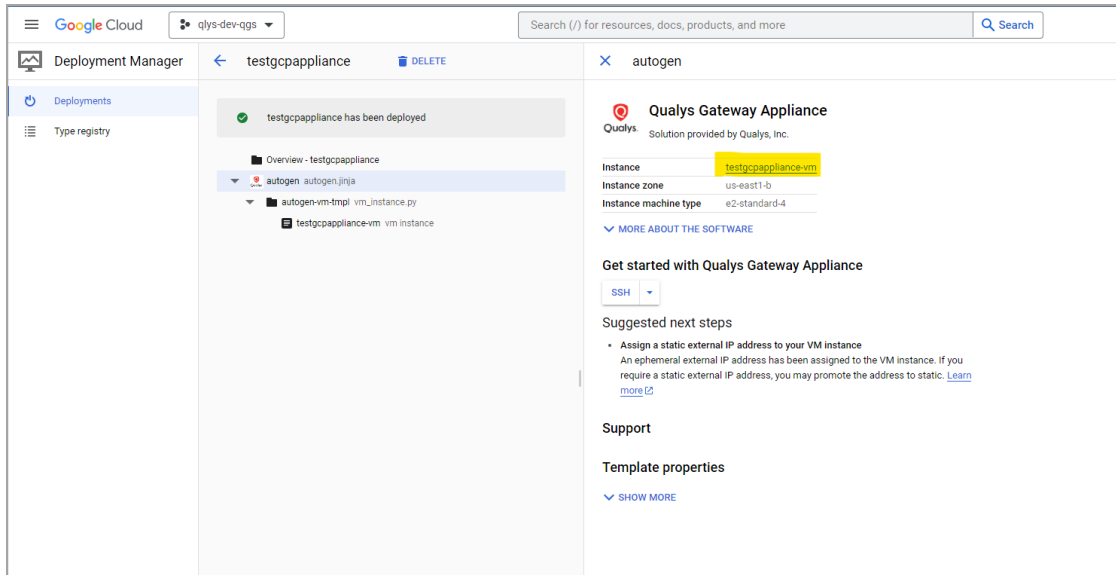 Google Cloud
qlys-dev-qgs
Search (/) for resources, docs, products, and more
Search
Deployment Manager
testgcpappliance
DELETE
autogen
Deployments
Type registry
testgcpappliance has been deployed
Overview - testgcpappliance
autogen autogen.jinja
autogen-vm-tmpl vm_instance.py
testgcpappliance-vm vm instance
Qualys.
Qualys Gateway Appliance
Solution provided by Qualys, Inc.
Instance testgcpappliance-vm
Instance zone us-east1-b
Instance machine type e2-standard-4
MORE ABOUT THE SOFTWARE
Get started with Qualys Gateway Appliance
SSH
Suggested next steps
• Assign a static external IP address to your VM instance
An ephemeral external IP address has been assigned to the VM instance. If you
require a static external IP address, you may promote the address to static. Learn
more
Support
Template properties
SHOW MORE